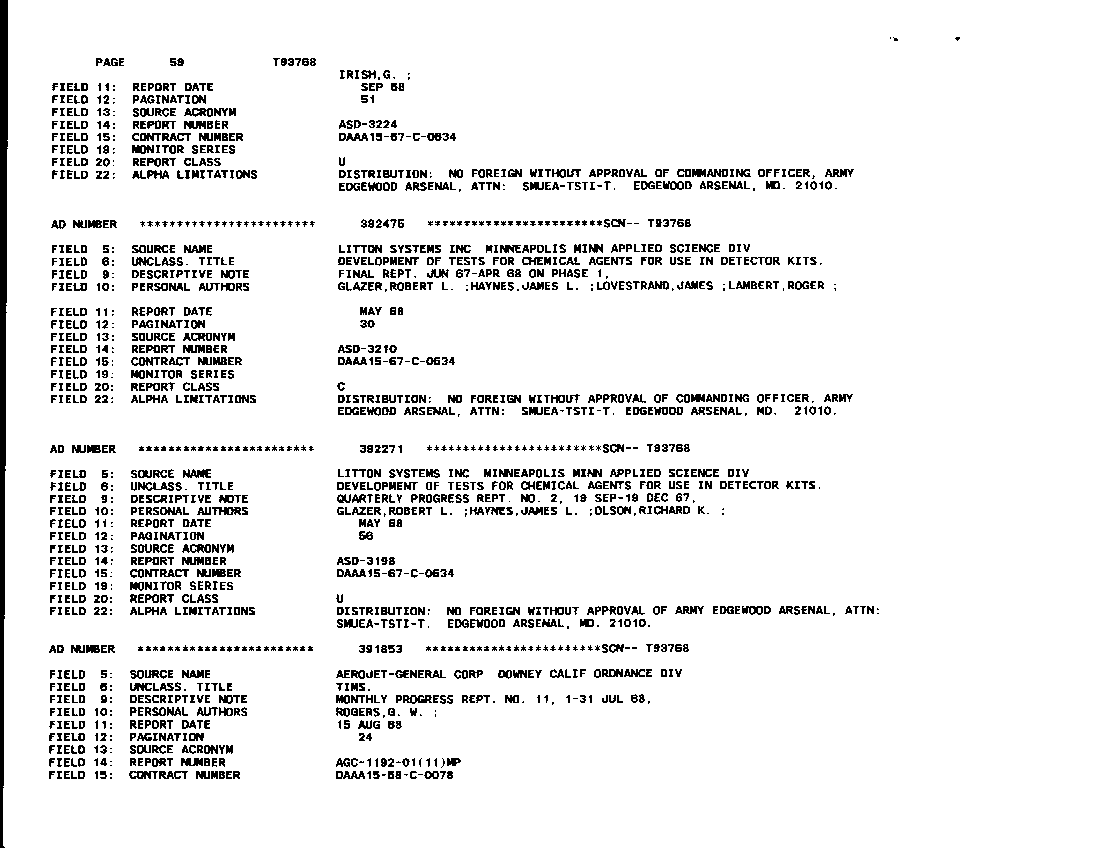 PAGE 59 T93768
IRISH,G. ;
FIELD 11: REPORT DATE SEP 68
FIELD 12: PAGINATION 51
FIELD 13: SOURCE ACRONYM
FIELD 14: REPORT NUMBER ASD-3224
FIELD 15: CONTRACT NUMBER DAAA15-67-C-0634
FIELD 19: MONITOR SERIES
FIELD 20: REPORT CLASS U
FIELD 22: ALPHA LIMITATIONS DISTRIBUTION: NO FOREIGN WITHOUT APPROVAL OF COMMANDING OFFICER, ARMY
EDGEWOOD ARSENAL, ATTN: SMUEA-TSTI-T. EDGEWOOD ARSENAL, MD. 21010.
AD NUMBER ************************ 392475 ************************SCN-- T93768
FIELD 5: SOURCE NAME LITTON SYSTEMS INC MINNEAPOLIS MINN APPLIED SCIENCE DIV
FIELD 6: UNCLASS. TITLE DEVELOPMENT OF TESTS FOR CHEMICAL AGENTS FOR USE IN DETECTOR KITS.
FIELD 9: DESCRIPTIVE NOTE FINAL REPT. JUN 67-APR 68 ON PHASE 1,
FIELD 10: PERSONAL AUTHORS GLAZER,ROBERT L. ;HAYNES,JAMES L. ;LOVESTRAND,JAMES ;LAMBERT,ROGER ;
FIELD 11: REPORT DATE MAY 68
FIELD 12: PAGINATION 30
FIELD 13: SOURCE ACRONYM
FIELD 14: REPORT NUMBER ASD-3210
FIELD 15: CONTRACT NUMBER DAAA15-67-C-0634
FIELD 19: MONITOR SERIES
FIELD 20: REPORT CLASS C
FIELD 22: ALPHA LIMITATIONS DISTRIBUTION: NO FOREIGN WITHOUT APPROVAL OF COMMANDING OFFICER, ARMY
EDGEWOOD ARSENAL, ATTN: SMUEA-TSTI-T. EDGEWOOD ARSENAL, MD. 21010.
AD NUMBER ************************ 392271 ************************SCN-- T93768
FIELD 5: SOURCE NAME LITTON SYSTEMS INC MINNEAPOLIS MINN APPLIED SCIENCE DIV
FIELD 6: UNCLASS. TITLE DEVELOPMENT OF TESTS FOR CHEMICAL AGENTS FOR USE IN DETECTOR KITS.
FIELD 9: DESCRIPTIVE NOTE QUARTERLY PROGRESS REPT. NO. 2, 19 SEP-19 DEC 67,
FIELD 10: PERSONAL AUTHORS GLAZER,ROBERT L. ;HAYNES,JAMES L. ;OLSON,RICHARD K. ;
FIELD 11: REPORT DATE MAY 68
FIELD 12: PAGINATION 56
FIELD 13: SOURCE ACRONYM
FIELD 14: REPORT NUMBER ASD-3198
FIELD 15: CONTRACT NUMBER DAAA15-67-C-0634
FIELD 19: MONITOR SERIES
FIELD 20: REPORT CLASS U
FIELD 22: ALPHA LIMITATIONS DISTRIBUTION: NO FOREIGN WITHOUT APPROVAL OF ARMY EDGEWOOD ARSENAL, ATTN:
SMUEA-TSTI-T. EDGEWOOD ARSENAL, MD. 21010.
AD NUMBER ************************ 391853 ************************SCN-- T93768
FIELD 5: SOURCE NAME AEROJET-GENERAL CORP DOWNEY CALIF ORDNANCE DIV
FIELD 6: UNCLASS. TITLE TIMS.
FIELD 9: DESCRIPTIVE NOTE MONTHLY PROGRESS REPT. NO. 11, 1-31 JUL 68,
FIELD 10: PERSONAL AUTHORS ROGERS,G. W. ;
FIELD 11: REPORT DATE 15 AUG 68
FIELD 12: PAGINATION 24
FIELD 13: SOURCE ACRONYM
FIELD 14: REPORT NUMBER AGC-1192-01(11)MP
FIELD 15: CONTRACT NUMBER DAAA15-68-C-0078